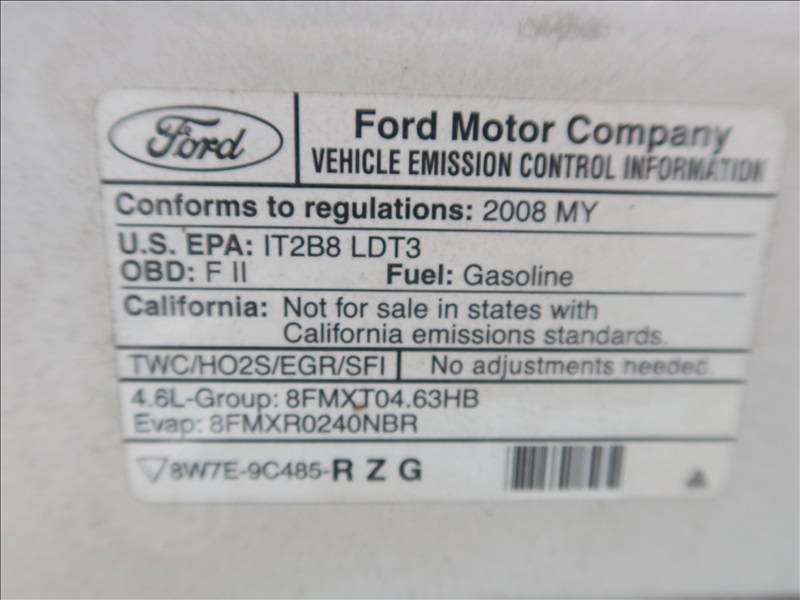 Ford
Ford Motor Company
VEHICLE EMISSION CONTROL INFORMATION
Conforms to regulations: 2008 MY
U.S. EPA: IT2B8 LDT3
OBD: F II Fuel: Gasoline
California: Not for sale in states with
California emissions standards.
TWC/HO2S/EGR/SFI No adjustments needed.
4.6L-Group: 8FMXT04.63HB
Evap: 8FMXR0240NBR
8W7E-9C485-R Z G